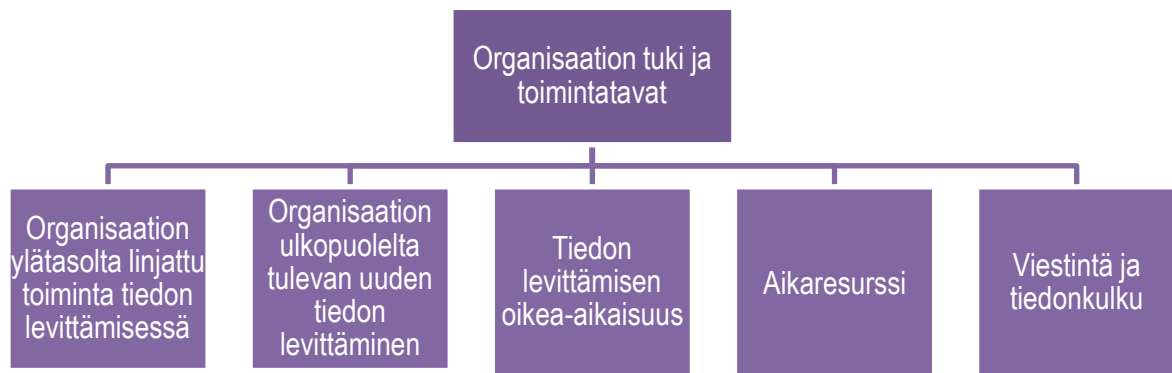 Organisaation tuki ja
toimintatavat
Organisaation
ylätasolta linjattu
toiminta tiedon
levittämisessä
Organisaation
ulkopuolelta
tulevan uuden
tiedon
levittäminen
Tiedon
levittämisen
oikea-aikaisuus
Aikaresurssi
Viestintä ja
tiedonkulku